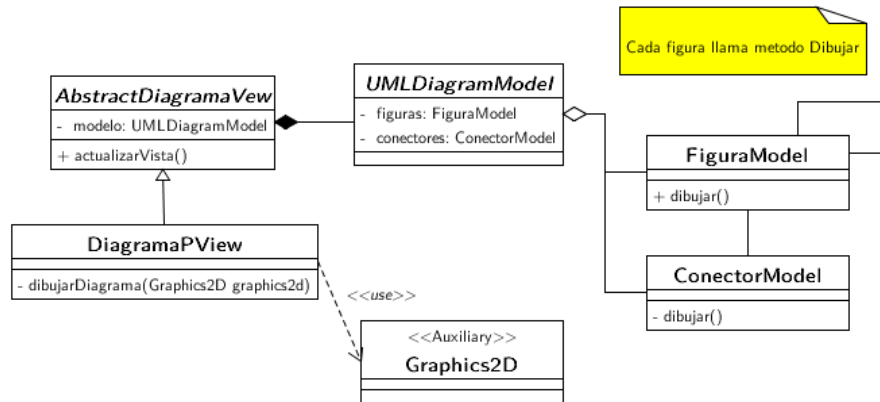 Cada figura llama metodo Dibujar
AbstractDiagramaVew
- modelo: UMLDiagramModel
+ actualizarVista()
UMLDiagramModel
- figuras: FiguraModel
- conectores: ConectorModel
FiguraModel
+ dibujar()
DiagramaPView
- dibujarDiagrama(Graphics2D graphics2d)
<<use>>
ConectorModel
- dibujar()
<<Auxiliary>>
Graphics2D